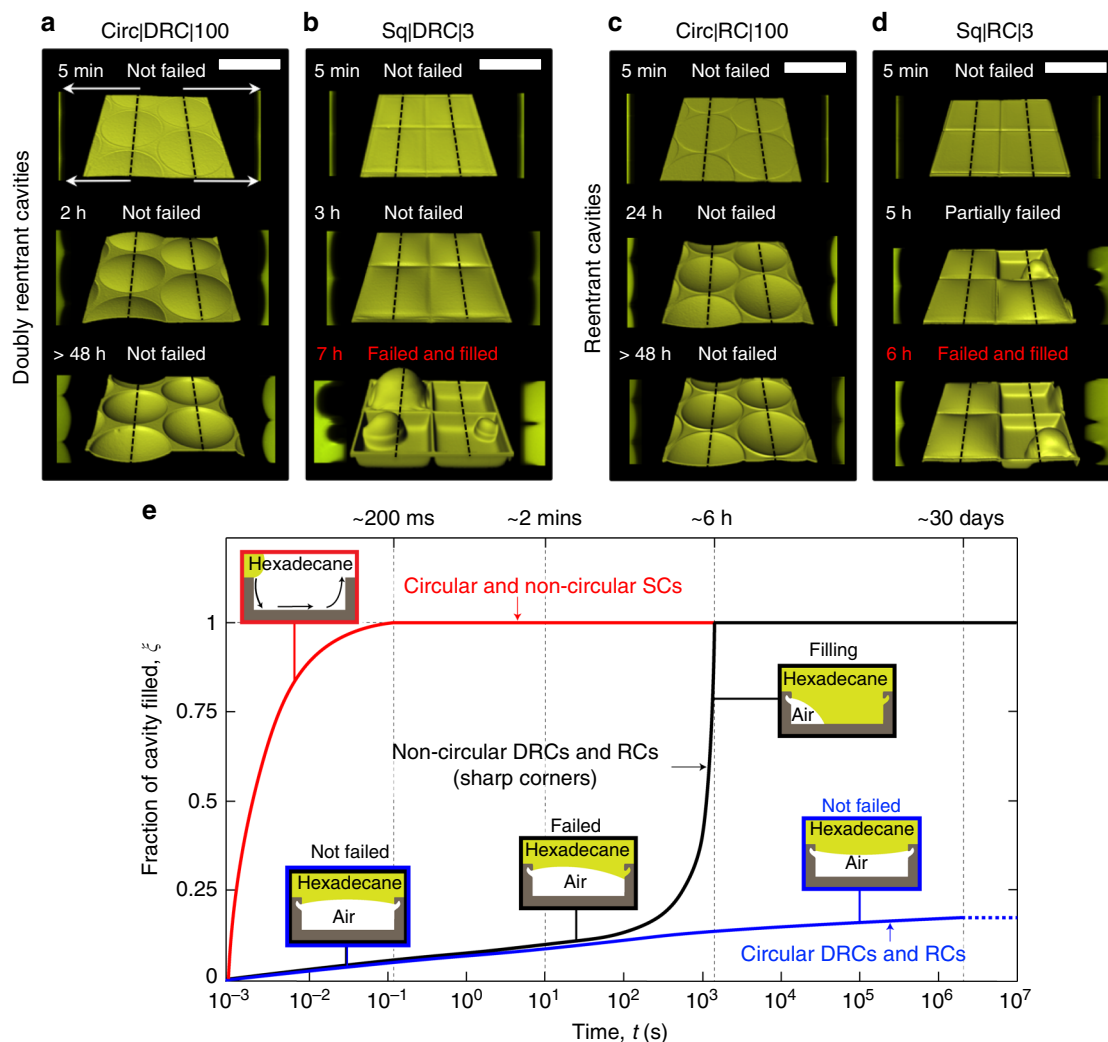 a Circ|DRC|100
b Sq|DRC|3
c Circ|RC|100
d Sq|RC|3
Doubly reentrant cavities
5 min Not failed
2 h Not failed
> 48 h Not failed
5 min Not failed
3 h Not failed
7 h Failed and filled
Reentrant cavities
5 min Not failed
24 h Not failed
> 48 h Not failed
5 min Not failed
5 h Partially failed
6 h Failed and filled
e
~200 ms ~2 mins ~6 h ~30 days
Fraction of cavity filled, ξ
1
0.75
0.5
0.25
0
Hexadecane
Circular and non-circular SCs
Filling
Hexadecane
Air
Non-circular DRCs and RCs
(sharp corners)
Not failed
Hexadecane
Air
Failed
Hexadecane
Air
Not failed
Hexadecane
Air
Circular DRCs and RCs
10⁻³ 10⁻² 10⁻¹ 10⁰ 10¹ 10² 10³ 10⁴ 10⁵ 10⁶ 10⁷
Time, t (s)